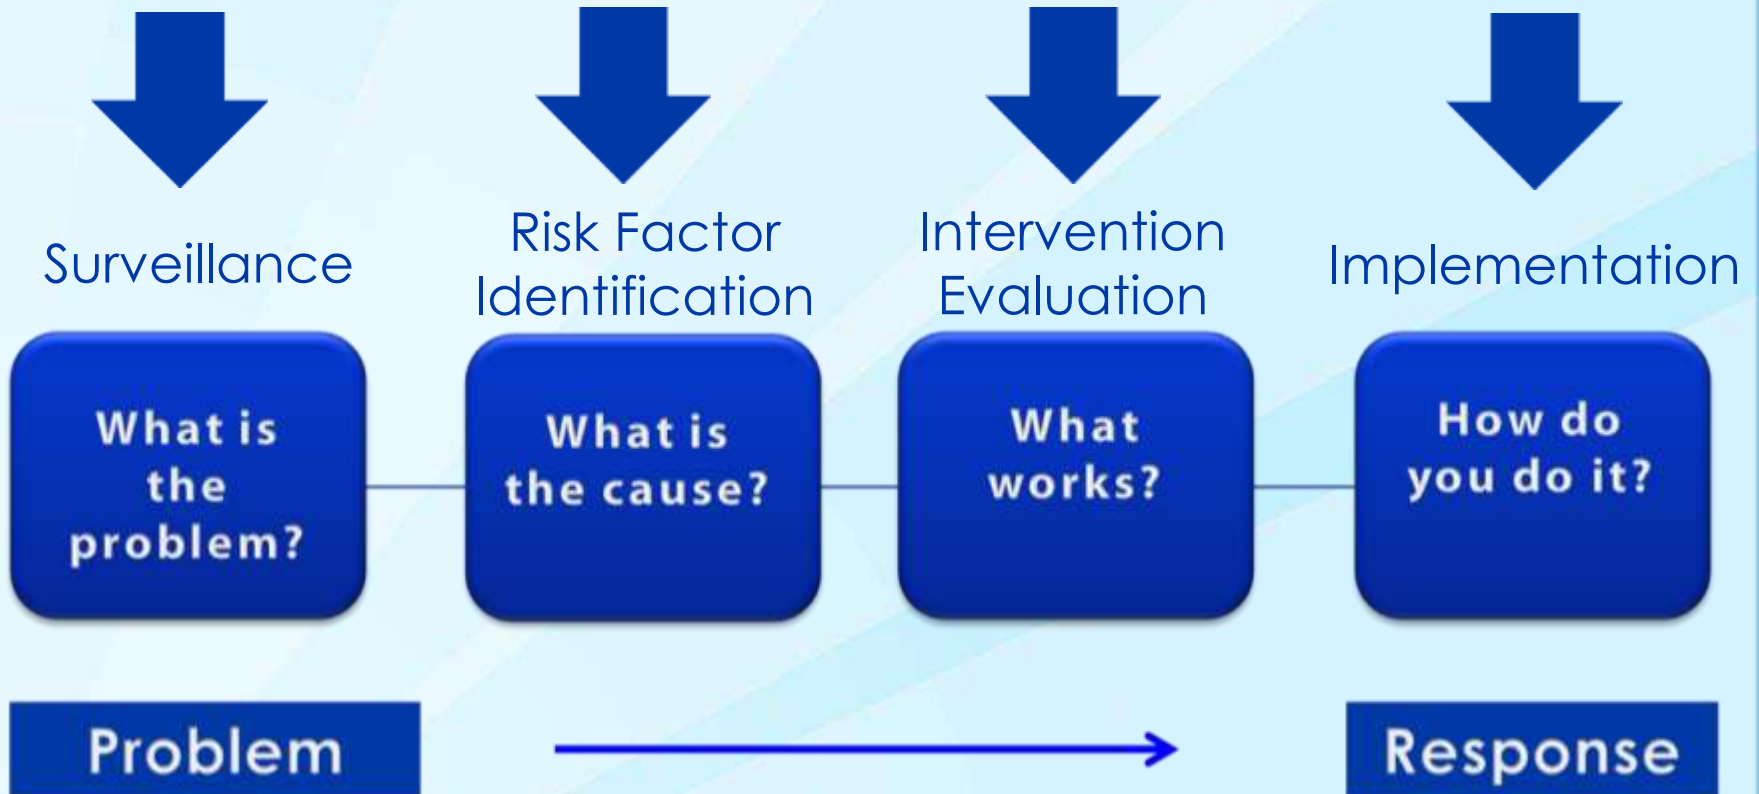 Surveillance
Risk Factor
Identification
Intervention
Evaluation
Implementation
What is
the
problem?
What is
the cause?
What
works?
How do
you do it?
Problem
Response